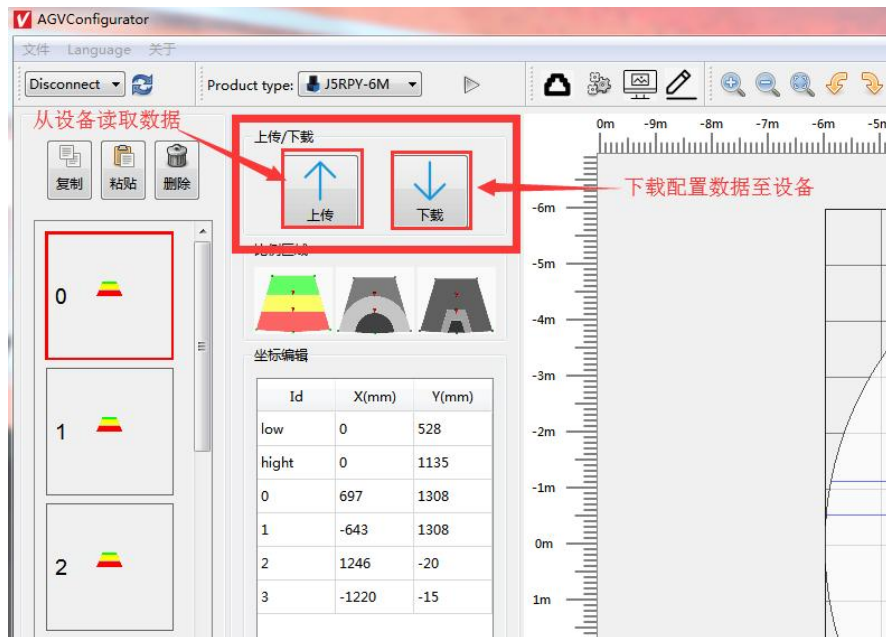 AGVConfigurator
文件 Language 关于
Disconnect Product type: J5RPY-6M
从设备读取数据
复制 粘贴 删除
上传/下载
上传 下载
下载配置数据至设备
0m -9m -8m -7m -6m
-6m
-5m
-4m
-3m
-2m
-1m
0m
1m
0
1
2
比例区域
坐标编辑
Id X(mm) Y(mm)
low 0 528
hight 0 1135
0 697 1308
1 -643 1308
2 1246 -20
3 -1220 -15